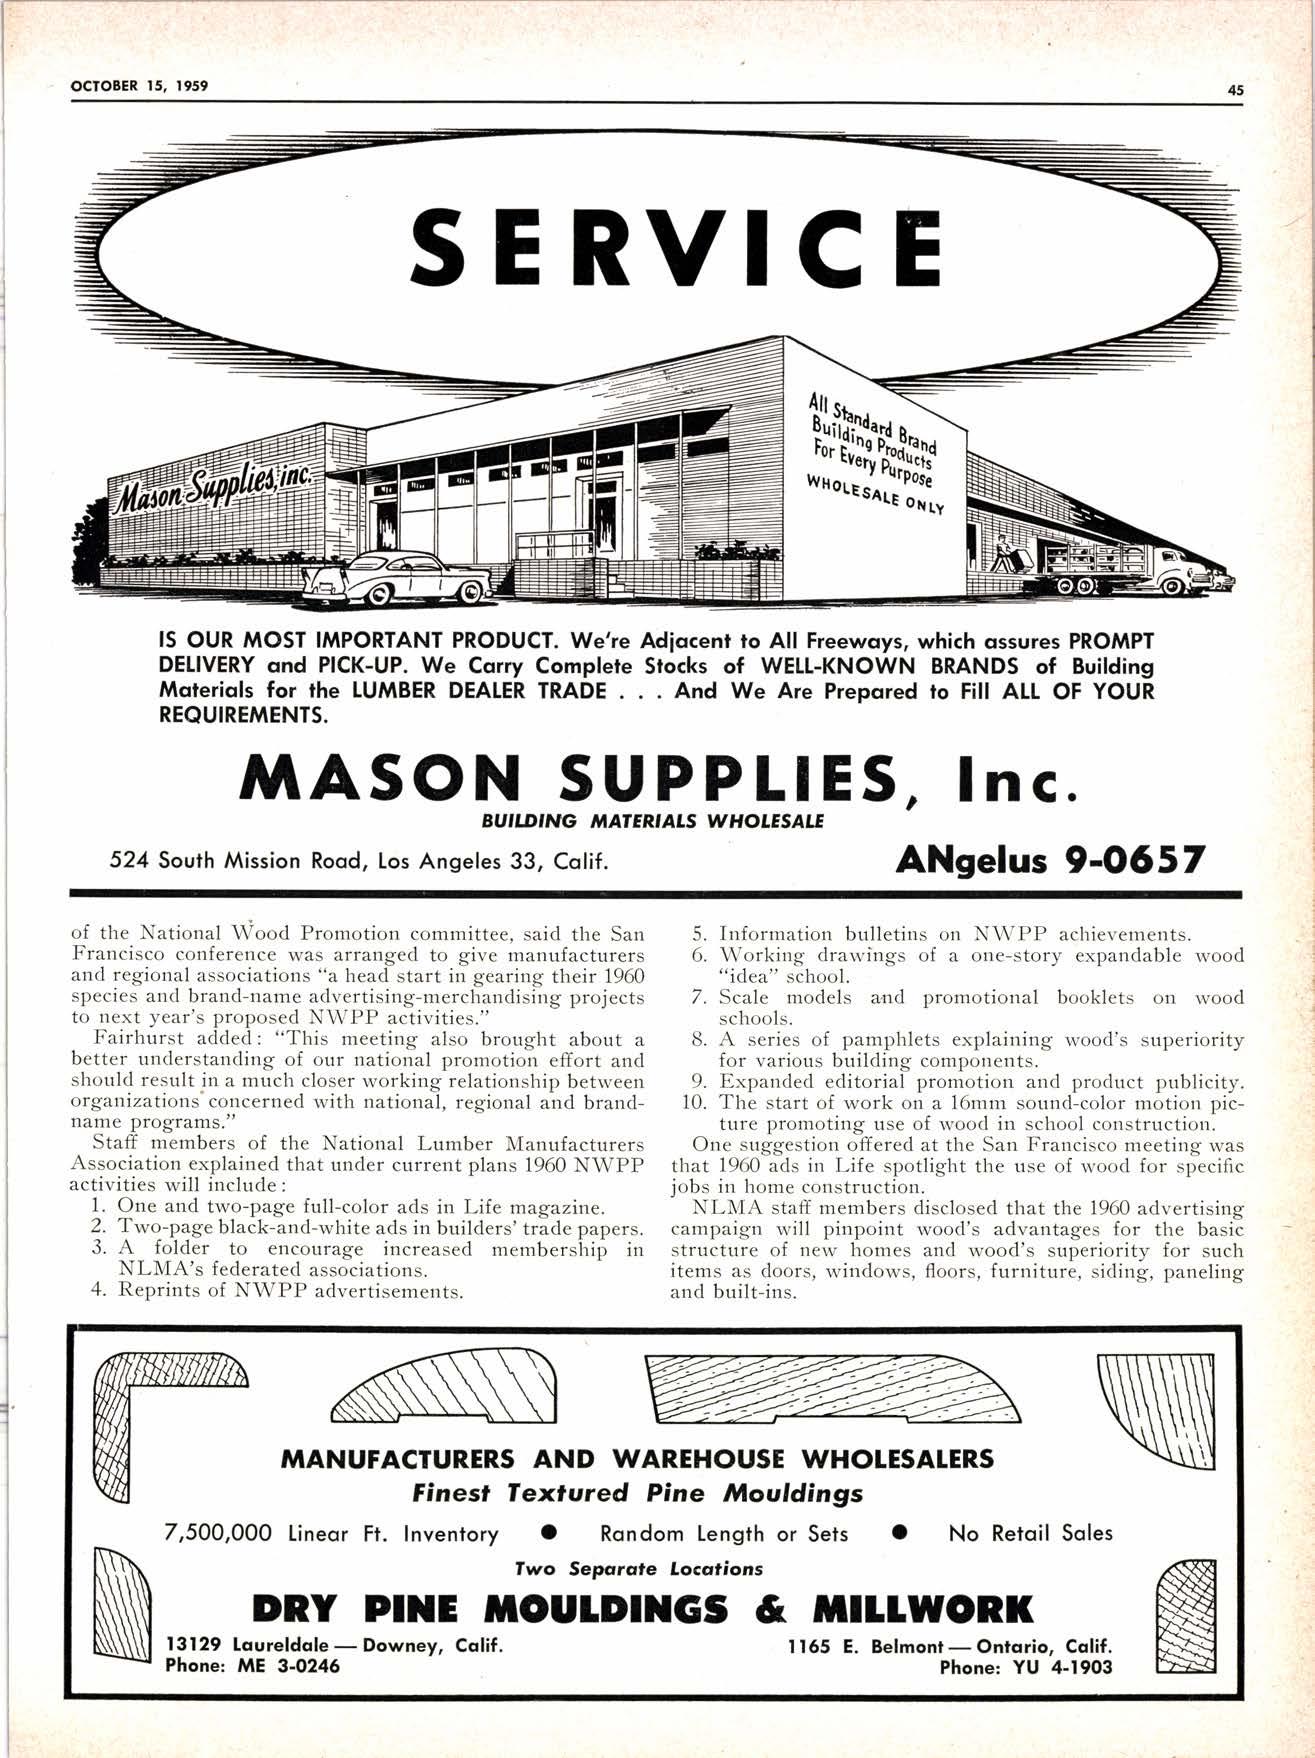 OCTOBER 15, 1959
45
SERVICE
Mason Supplies, inc.
All Standard Brand
Building Products
For Every Purpose
WHOLESALE ONLY
IS OUR MOST IMPORTANT PRODUCT. We're Adjacent to All Freeways, which assures PROMPT
DELIVERY and PICK-UP. We Carry Complete Stocks of WELL-KNOWN BRANDS of Building
Materials for the LUMBER DEALER TRADE . . . And We Are Prepared to Fill ALL OF YOUR
REQUIREMENTS.
MASON SUPPLIES, Inc.
BUILDING MATERIALS WHOLESALE
524 South Mission Road, Los Angeles 33, Calif.
ANgelus 9-0657
of the National Wood Promotion committee, said the San
Francisco conference was arranged to give manufacturers
and regional associations "a head start in gearing their 1960
species and brand-name advertising-merchandising projects
to next year's proposed NWPP activities."
Fairhurst added: "This meeting also brought about a
better understanding of our national promotion effort and
should result in a much closer working relationship between
organizations concerned with national, regional and brand-
name programs."
Staff members of the National Lumber Manufacturers
Association explained that under current plans 1960 NWPP
activities will include:
1. One and two-page full-color ads in Life magazine.
2. Two-page black-and-white ads in builders' trade papers.
3. A folder to encourage increased membership in
NLMA's federated associations.
4. Reprints of NWPP advertisements.
5. Information bulletins on NWPP achievements.
6. Working drawings of a one-story expandable wood
"idea" school.
7. Scale models and promotional booklets on wood
schools.
8. A series of pamphlets explaining wood's superiority
for various building components.
9. Expanded editorial promotion and product publicity.
10. The start of work on a 16mm sound-color motion pic-
ture promoting use of wood in school construction.
One suggestion offered at the San Francisco meeting was
that 1960 ads in Life spotlight the use of wood for specific
jobs in home construction.
NLMA staff members disclosed that the 1960 advertising
campaign will pinpoint wood's advantages for the basic
structure of new homes and wood's superiority for such
items as doors, windows, floors, furniture, siding, paneling
and built-ins.
MANUFACTURERS AND WAREHOUSE WHOLESALERS
Finest Textured Pine Mouldings
7,500,000 Linear Ft. Inventory ● Random Length or Sets ● No Retail Sales
Two Separate Locations
DRY PINE MOULDINGS & MILLWORK
13129 Laureldale — Downey, Calif.
Phone: ME 3-0246
1165 E. Belmont — Ontario, Calif.
Phone: YU 4-1903